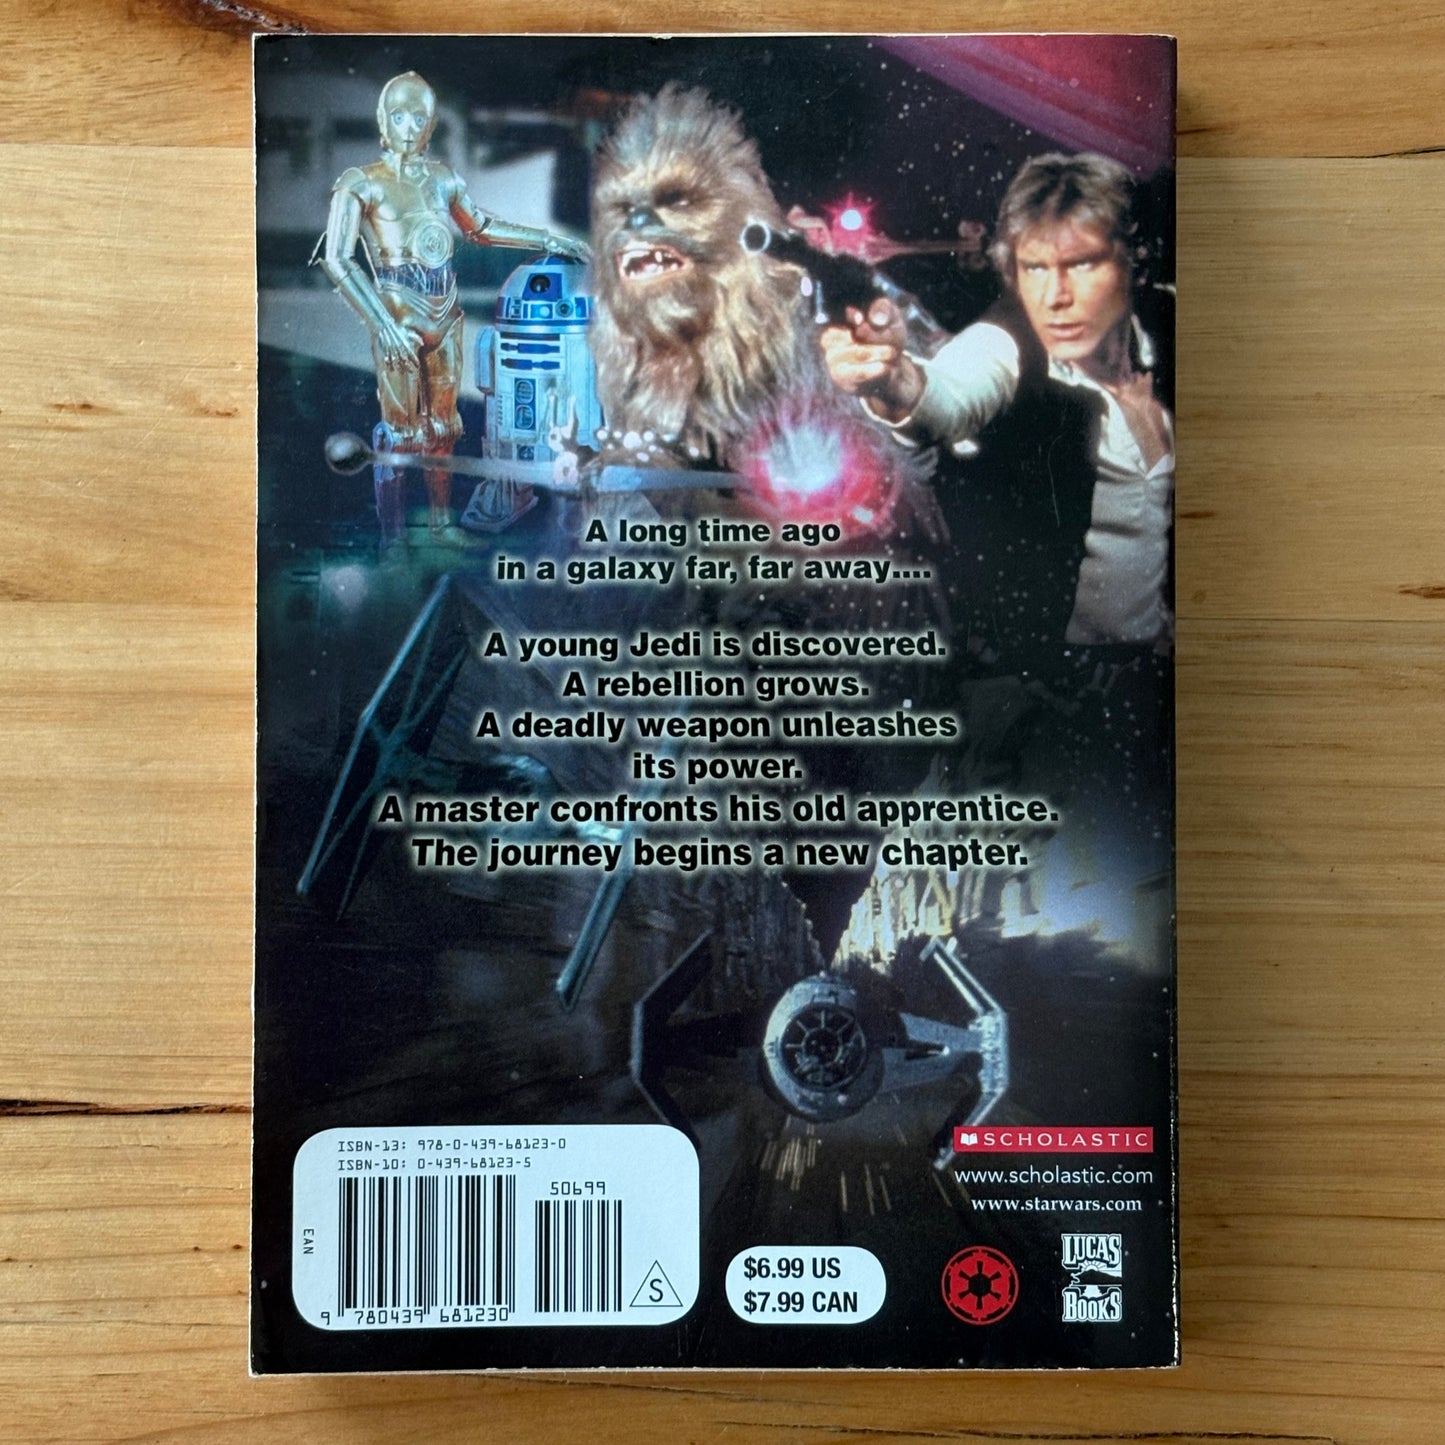 A long time ago
in a galaxy far, far away....
A young Jedi is discovered.
A rebellion grows.
A deadly weapon unleashes
its power.
A master confronts his old apprentice.
The journey begins a new chapter.
ISBN-13: 978-0-439-68123-0
ISBN-10: 0-439-68123-5
50699
EAN
9 780439 681230
S
$6.99 US
$7.99 CAN
SCHOLASTIC
www.scholastic.com
www.starwars.com
LUCAS
BOOKS